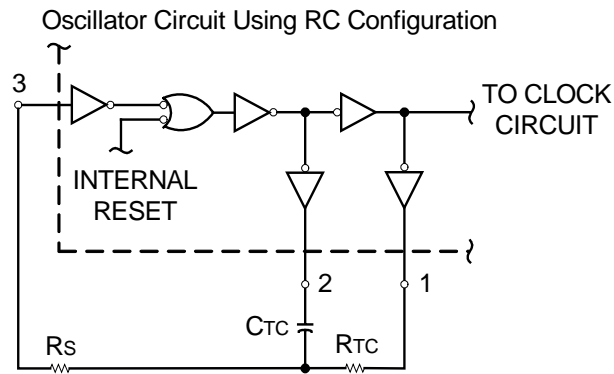 Oscillator Circuit Using RC Configuration
3
TO CLOCK
CIRCUIT
INTERNAL
RESET
2
1
CTC
RS
RTC